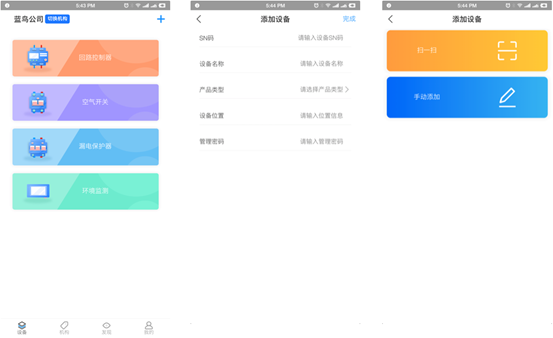 5:43 PM
蓝鸟公司 切换机构 +
回路控制器
空气开关
漏电保护器
环境监测
设备 机构 发现 我的
5:44 PM
添加设备 完成
SN码 请输入设备SN码
设备名称 请输入设备名称
产品类型 请选择产品类型
设备位置 请输入位置信息
管理密码 请输入管理密码
5:44 PM
添加设备
扫一扫
手动添加